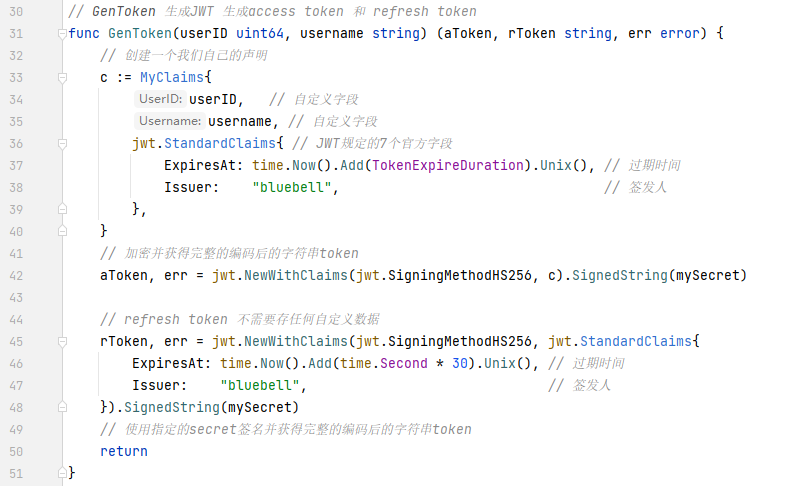 30 // GenToken 生成JWT 生成access token 和 refresh token
31 func GenToken(userID uint64, username string) (aToken, rToken string, err error) {
32     // 创建一个我们自己的声明
33     c := MyClaims{
34         UserID: userID,   // 自定义字段
35         Username: username, // 自定义字段
36         jwt.StandardClaims{ // JWT规定的7个官方字段
37             ExpiresAt: time.Now().Add(TokenExpireDuration).Unix(), // 过期时间
38             Issuer:    "bluebell",                                 // 签发人
39         },
40     }
41     // 加密并获得完整的编码后的字符串token
42     aToken, err = jwt.NewWithClaims(jwt.SigningMethodHS256, c).SignedString(mySecret)
43
44     // refresh token 不需要存任何自定义数据
45     rToken, err = jwt.NewWithClaims(jwt.SigningMethodHS256, jwt.StandardClaims{
46         ExpiresAt: time.Now().Add(time.Second * 30).Unix(), // 过期时间
47         Issuer:    "bluebell",                              // 签发人
48     }).SignedString(mySecret)
49     // 使用指定的secret签名并获得完整的编码后的字符串token
50     return
51 }